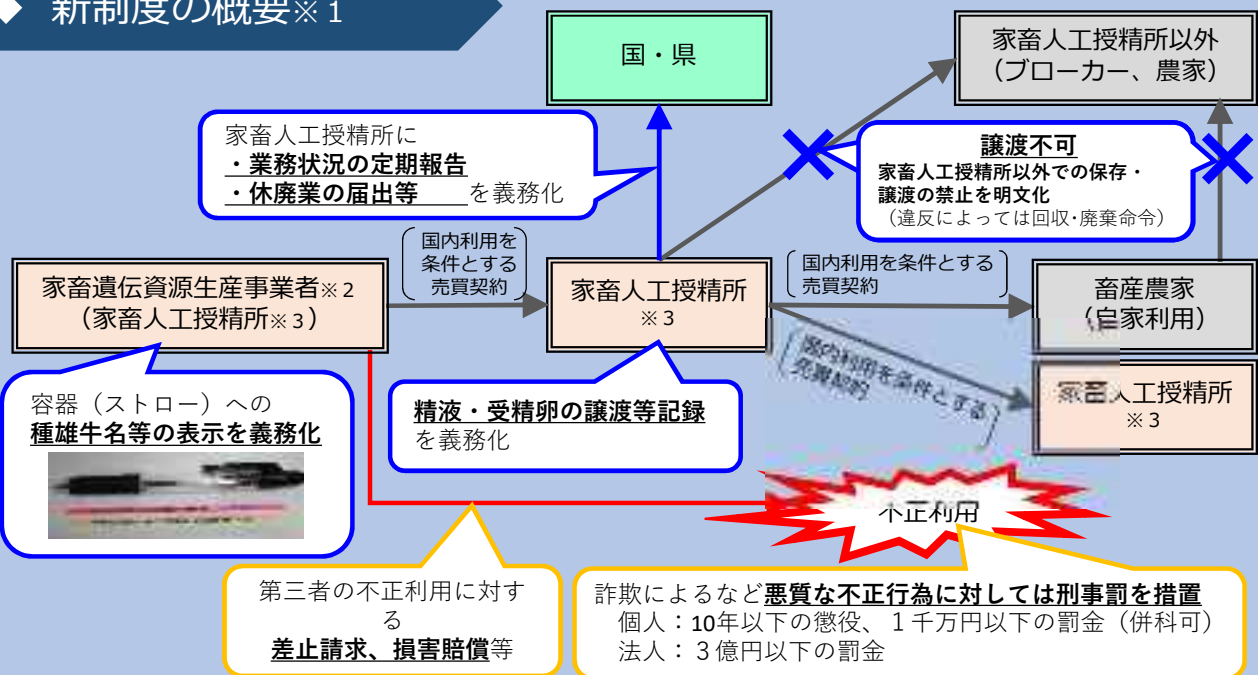 ◆ 新制度の概要※1
国・県
家畜人工授精所以外
(ブローカー、農家)
家畜人工授精所に
・業務状況の定期報告
・休廃業の届出等 を義務化
譲渡不可
家畜人工授精所以外での保存・
譲渡の禁止を明文化
(違反によっては回収・廃棄命令)
国内利用を
条件とする
売買契約
国内利用を条件とする
売買契約
家畜遺伝資源生産事業者※2
(家畜人工授精所※3)
家畜人工授精所
※3
畜産農家
(自家利用)
国内利用を条件とする
売買契約
家畜人工授精所
※3
容器(ストロー)への
種雄牛名等の表示を義務化
精液・受精卵の譲渡等記録
を義務化
不正利用
第三者の不正利用に対す
る
差止請求、損害賠償等
詐欺によるなど悪質な不正行為に対しては刑事罰を措置
個人：10年以下の懲役、1千万円以下の罰金(併科可)
法人：3億円以下の罰金